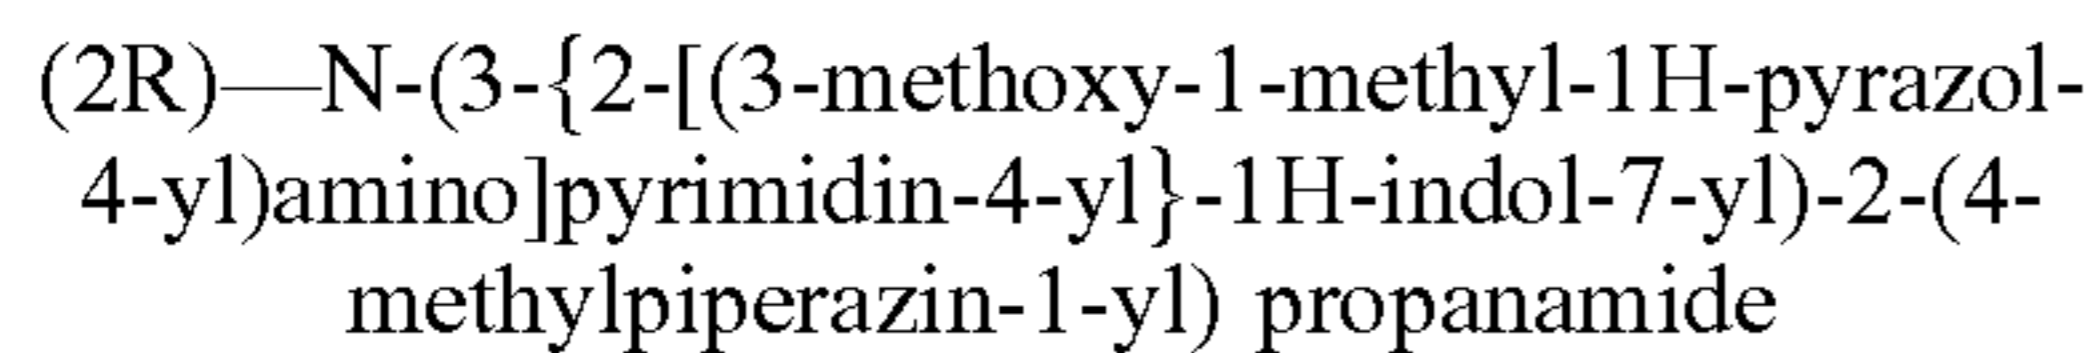 (2R)—N-(3-{2-[(3-methoxy-1-methyl-1H-pyrazol-
4-yl)amino]pyrimidin-4-yl}-1H-indol-7-yl)-2-(4-
methylpiperazin-1-yl) propanamide